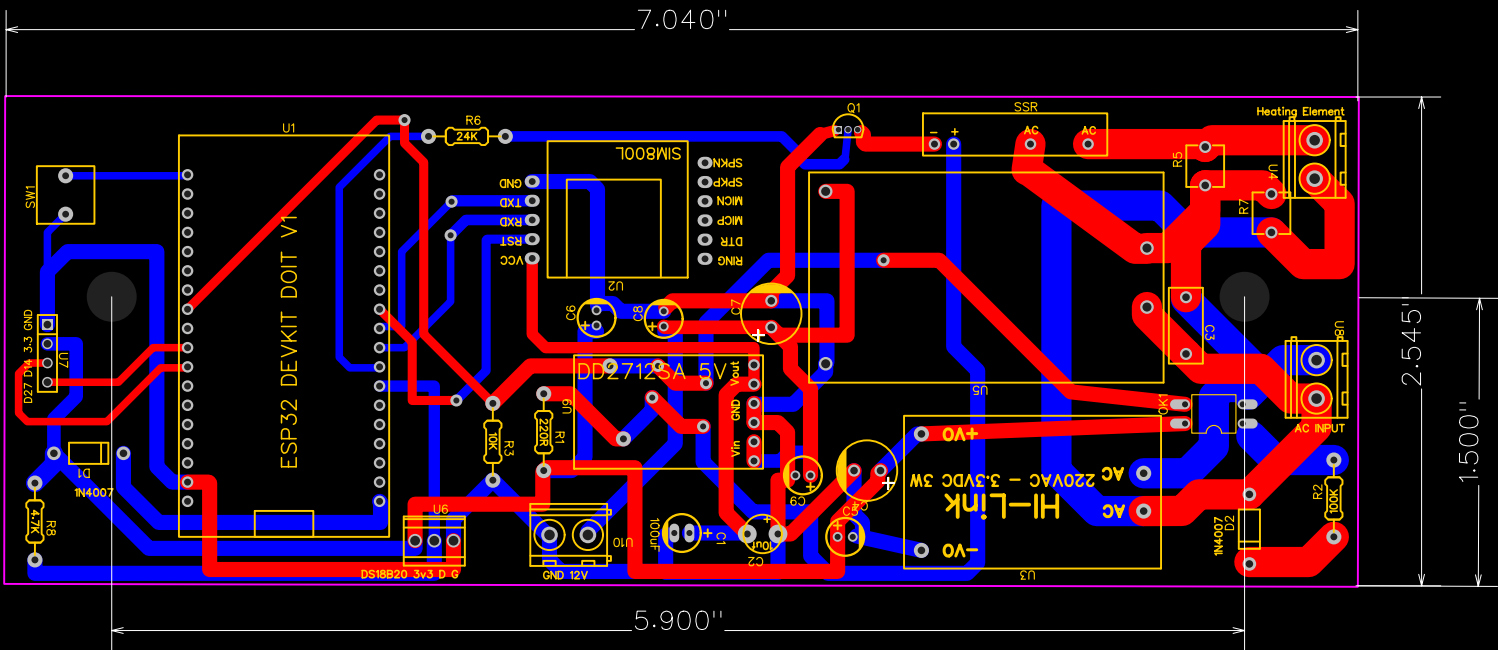 7.040"
Q1
SSR
Heating Element
U1
R6
24K
SIM800L
- +
AC
AC
R5
U4
SW1
GND
TXD
RXD
RST
VCC
SPKN
SPKP
MICN
MICP
DTR
RING
R7
ESP32 DEVKIT DOIT V1
U2
C6
C8
C7
C3
U8
2.545"
D27 D14 3.3 GND
U7
DD2712SA 5V
Vout
GND
Vin
U5
OK1
AC INPUT
U9
R1
220R
10K
R3
+VO
220VAC - 3.3VDC 3W
Hi-Link
AC
AC
-VO
1.500"
D1
1N4007
C9
R2
100K
4.7K
R8
U6
U10
100uF
C1
10uf
C2
C5
1N4007
D2
DS18B20 3v3 D G
GND 12V
U3
5.900"